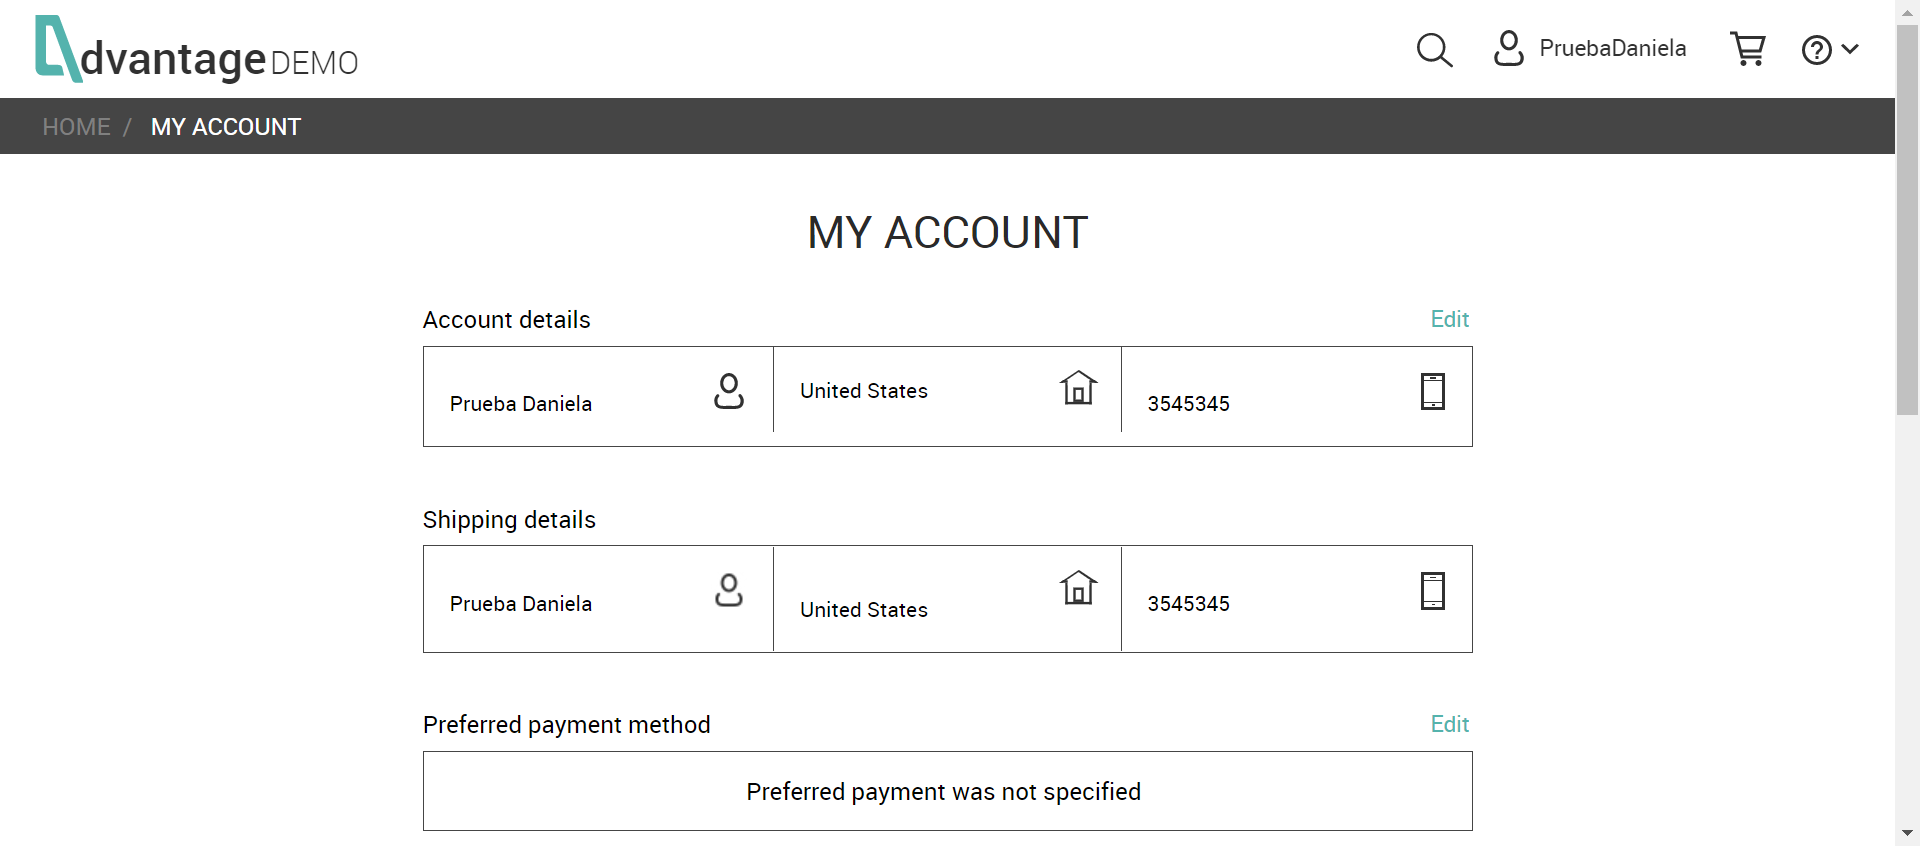 dvantage DEMO
PruebaDaniela
HOME / MY ACCOUNT
MY ACCOUNT
Account details Edit
Prueba Daniela United States 3545345
Shipping details
Prueba Daniela United States 3545345
Preferred payment method Edit
Preferred payment was not specified